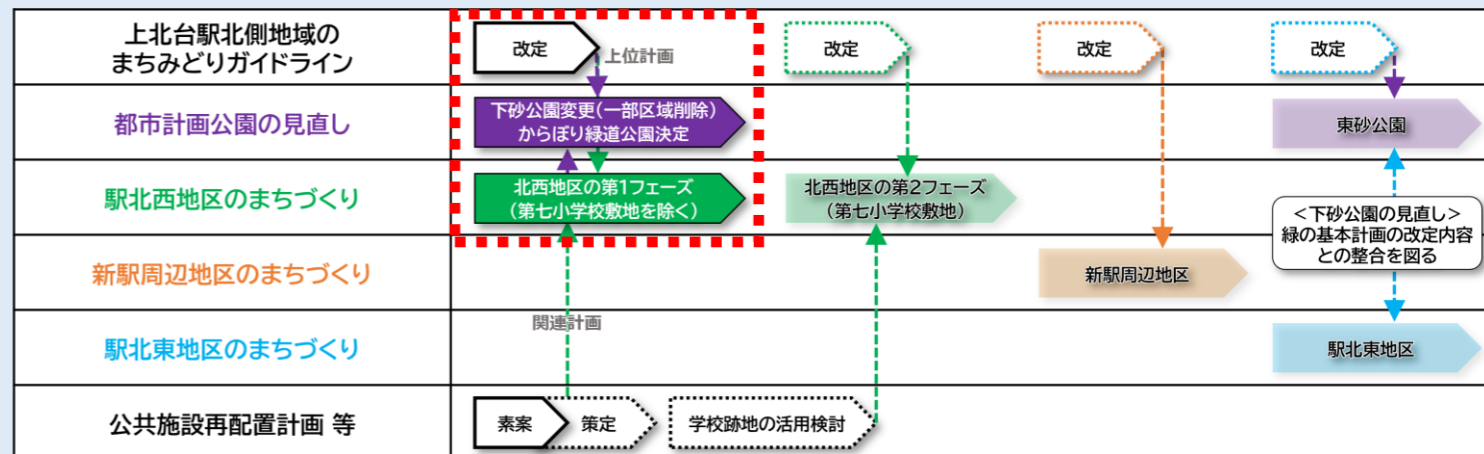 上北台駅北側地域の
まちみどりガイドライン
改定
上位計画
改定
改定
改定
都市計画公園の見直し
下砂公園変更(一部区域削除)
からぼり緑道公園決定
東砂公園
駅北西地区のまちづくり
北西地区の第1フェーズ
(第七小学校敷地を除く)
北西地区の第2フェーズ
(第七小学校敷地)
<下砂公園の見直し>
緑の基本計画の改定内容
との整合を図る
新駅周辺地区のまちづくり
新駅周辺地区
駅北東地区のまちづくり
関連計画
駅北東地区
公共施設再配置計画 等
素案
策定
学校跡地の活用検討